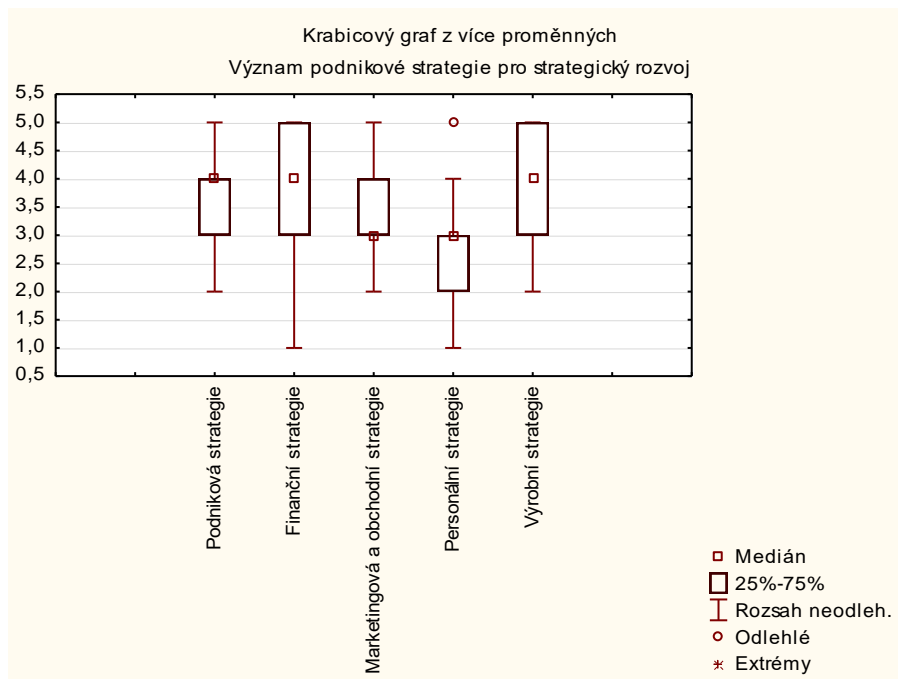 Krabicový graf z více proměnných
Význam podnikové strategie pro strategický rozvoj
5,5
5,0
4,5
4,0
3,5
3,0
2,5
2,0
1,5
1,0
0,5
Podniková strategie
Finanční strategie
Marketingová a obchodní strategie
Personální strategie
Výrobní strategie
Medián
25%-75%
Rozsah neodleh.
Odlehlé
Extrémy